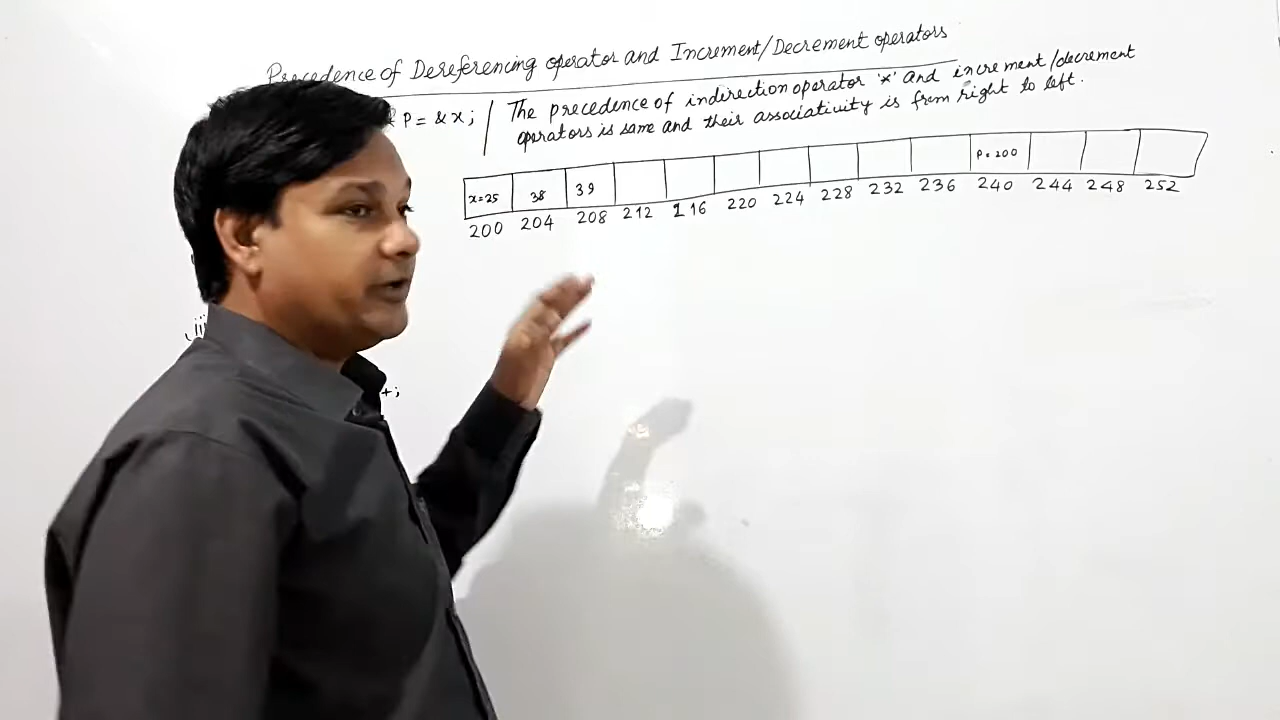 Precedence of Dereferencing operator and Increment/Decrement operators
P = & x; | The precedence of indirection operator '*' and increment/decrement
operators is same and their associativity is from right to left.
x=25 38 39 P=200
200 204 208 212 216 220 224 228 232 236 240 244 248 252
iii
+;